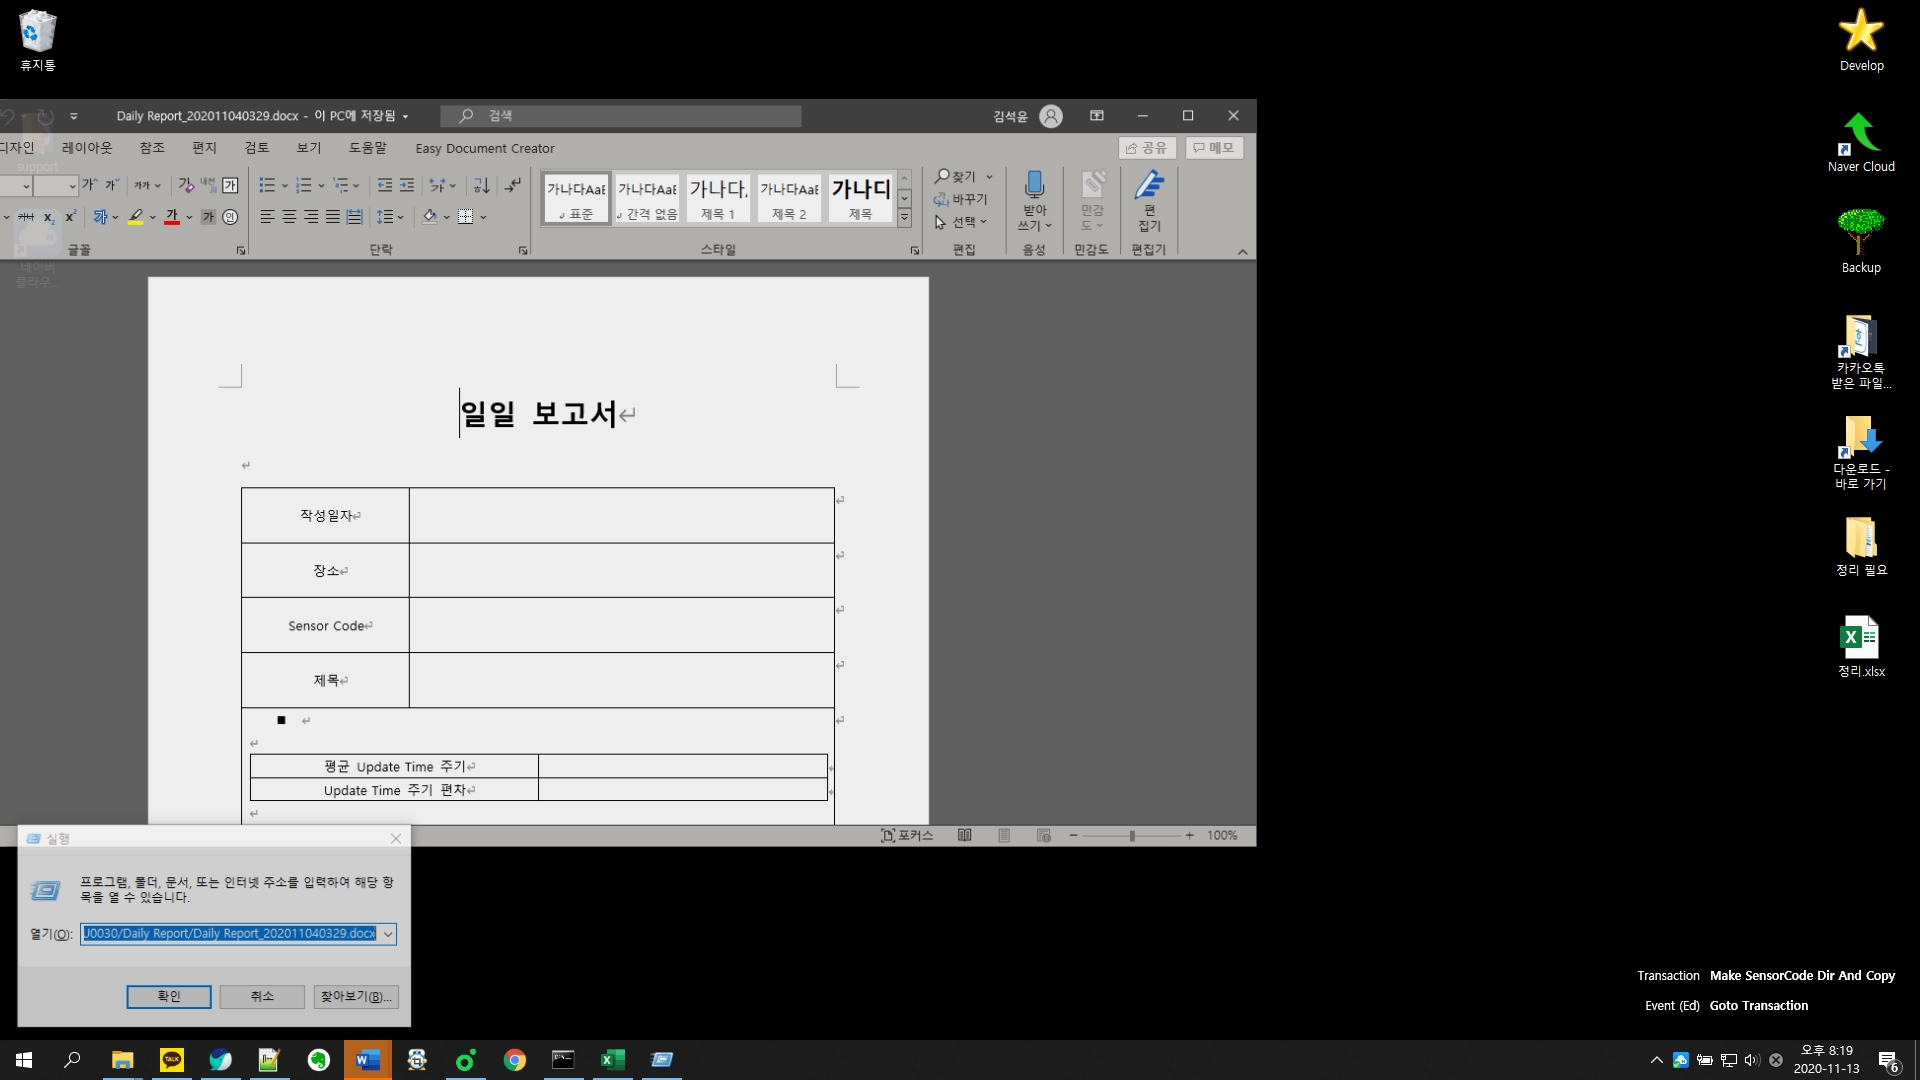 휴지통
support
네이버
클라우...
Develop
Naver Cloud
Backup
카카오톡
받은 파일...
다운로드 -
바로 가기
정리 필요
정리.xlsx
Daily Report_202011040329.docx - 이 PC에 저장됨
검색
김석윤
디자인 레이아웃 참조 편지 검토 보기 도움말 Easy Document Creator
공유 메모
가나다AaB 가나다AaB 가나다, 가나다AaB 가나다
표준 간격 없음 제목 1 제목 2 제목
찾기
바꾸기
선택
받아
쓰기
민감
도
편
집기
글꼴 단락 스타일 편집 음성 민감도 편집기
일일 보고서
작성일자
장소
Sensor Code
제목
평균 Update Time 주기
Update Time 주기 편차
포커스 100%
실행
프로그램, 폴더, 문서, 또는 인터넷 주소를 입력하여 해당 항
목을 열 수 있습니다.
열기(O): J0030/Daily Report/Daily Report_202011040329.docx
확인 취소 찾아보기(B)...
Transaction Make SensorCode Dir And Copy
Event (Ed) Goto Transaction
TALK
오후 8:19
2020-11-13
6